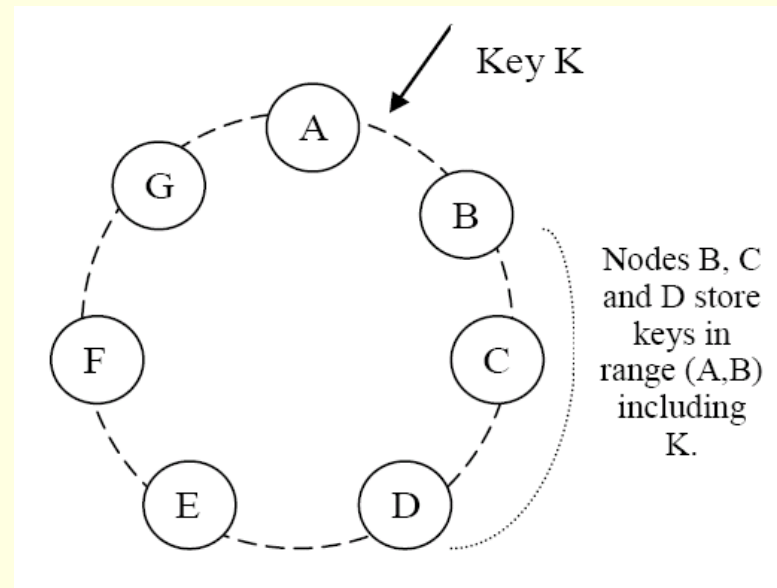 Key K
A
G
B
Nodes B, C
and D store
keys in
range (A,B)
including
K.
F
C
E
D